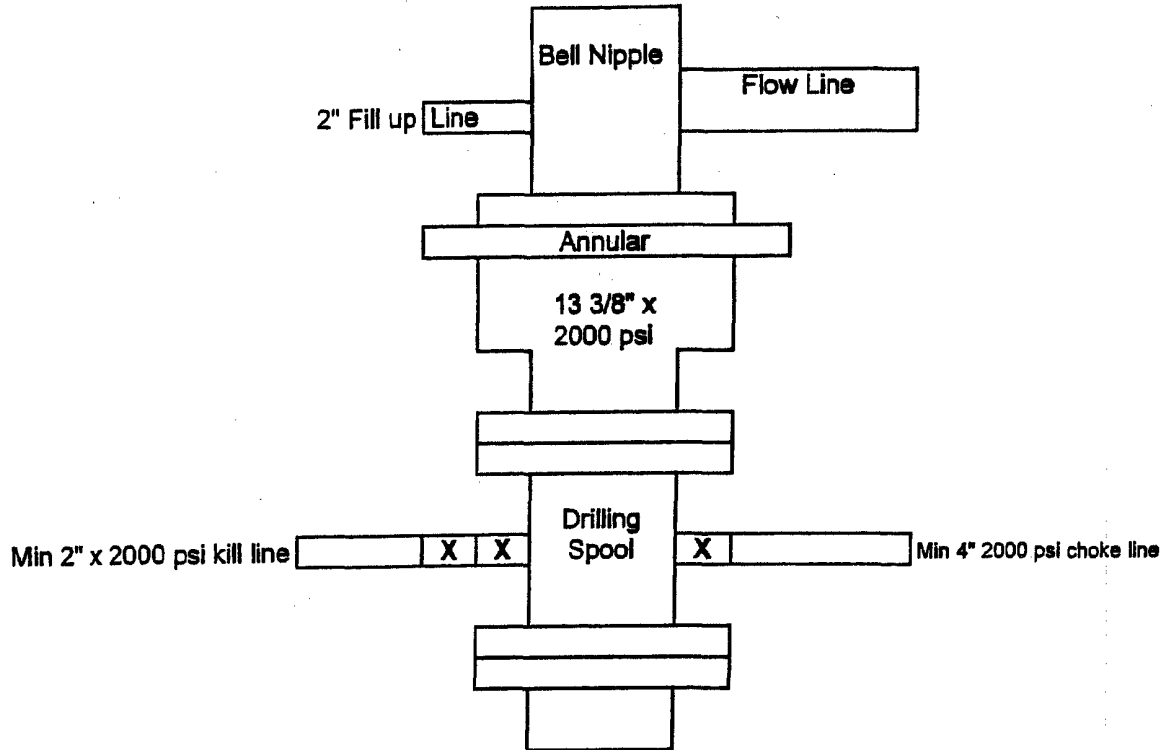 Bell Nipple
Flow Line
2" Fill up Line
Annular
13 3/8" x
2000 psi
Drilling
Spool
Min 2" x 2000 psi kill line
X X
X
Min 4" 2000 psi choke line